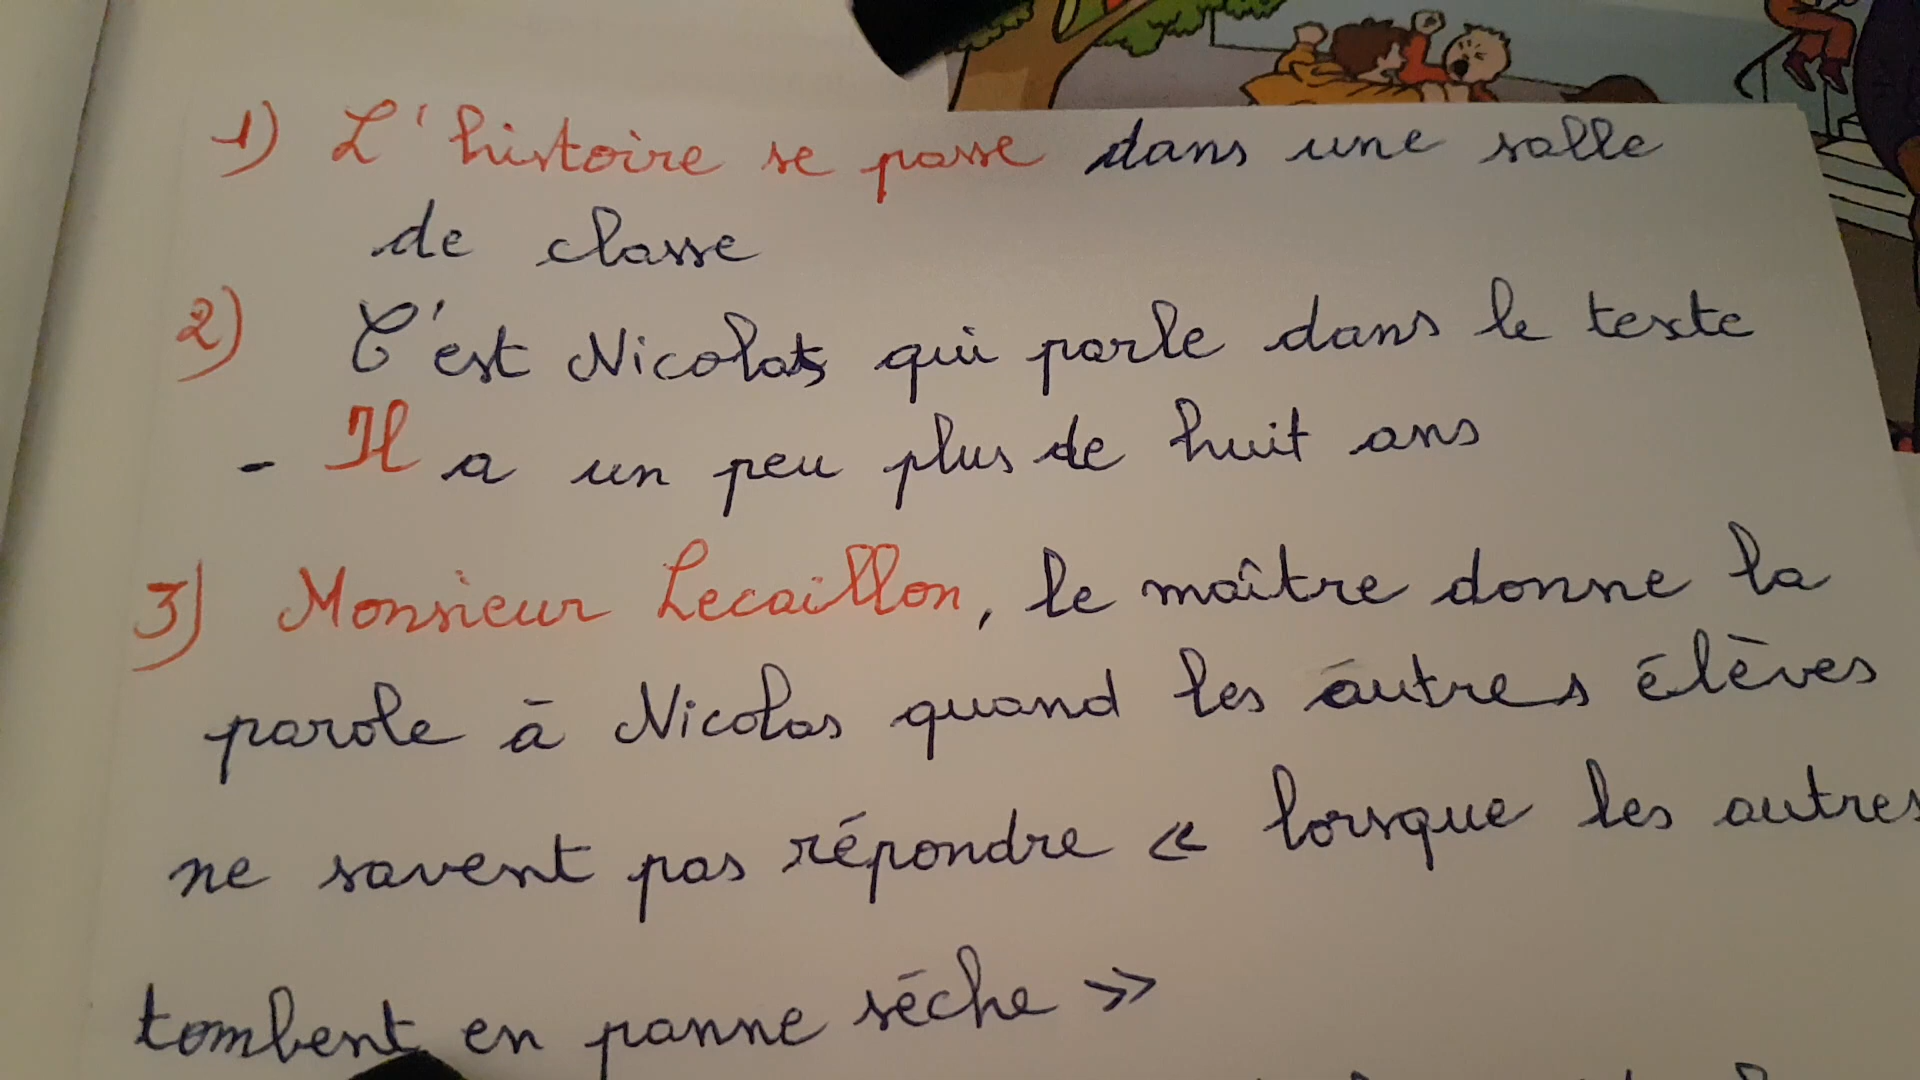 1) L'histoire se passe dans une salle
de classe
2) C'est Nicolas qui parle dans le texte
- Il a un peu plus de huit ans
3) Monsieur Lecaillon, le maître donne la
parole à Nicolas quand les autres élèves
ne savent pas répondre « lorsque les autres
tombent en panne sèche »